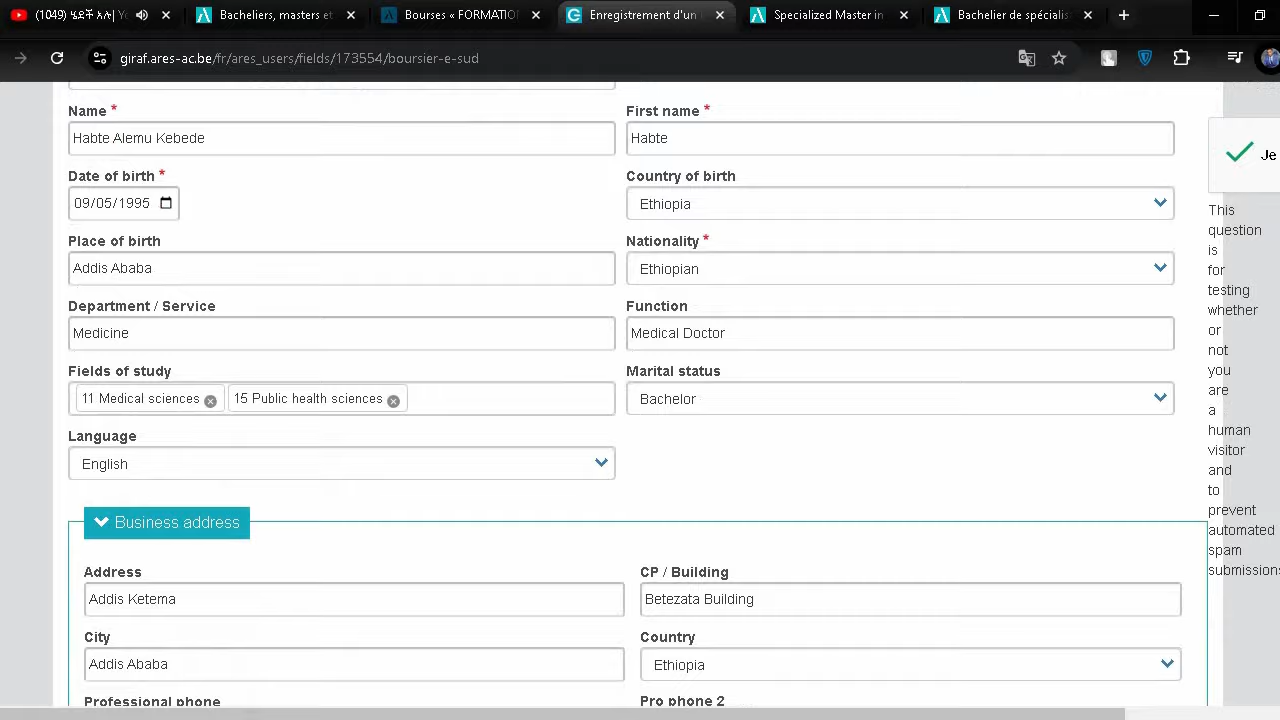 (1049) ሂዶች እሉ| Yo
Bacheliers, masters et
Bourses « FORMATIO
Enregistrement d'un
Specialized Master in
Bachelier de spécialis
giraf.ares-ac.be/fr/ares_users/fields/173554/boursier-e-sud
Name *
First name *
Habte Alemu Kebede
Habte
Date of birth *
Country of birth
09/05/1995
Ethiopia
Place of birth
Nationality *
Addis Ababa
Ethiopian
Department / Service
Function
Medicine
Medical Doctor
Fields of study
Marital status
11 Medical sciences
15 Public health sciences
Bachelor
Language
English
Business address
Address
CP / Building
Addis Ketema
Betezata Building
City
Country
Addis Ababa
Ethiopia
Professional phone
Pro phone 2
Je
This
question
is
for
testing
whether
or
not
you
are
a
human
visitor
and
to
prevent
automated
spam
submissions